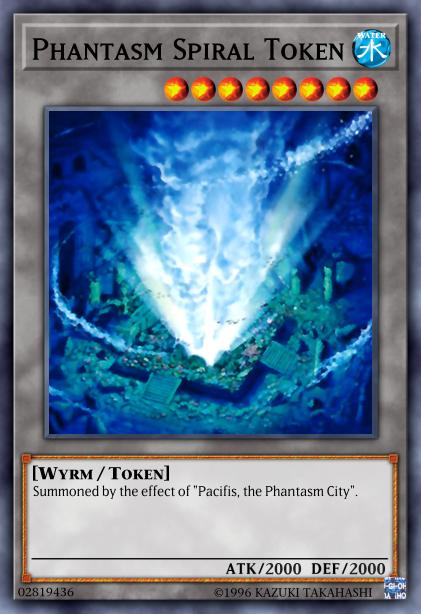 Phantasm Spiral Token
WATER
水
[Wyrm / Token]
Summoned by the effect of "Pacifis, the Phantasm City".
ATK/2000 DEF/2000
02819436
©1996 KAZUKI TAKAHASHI